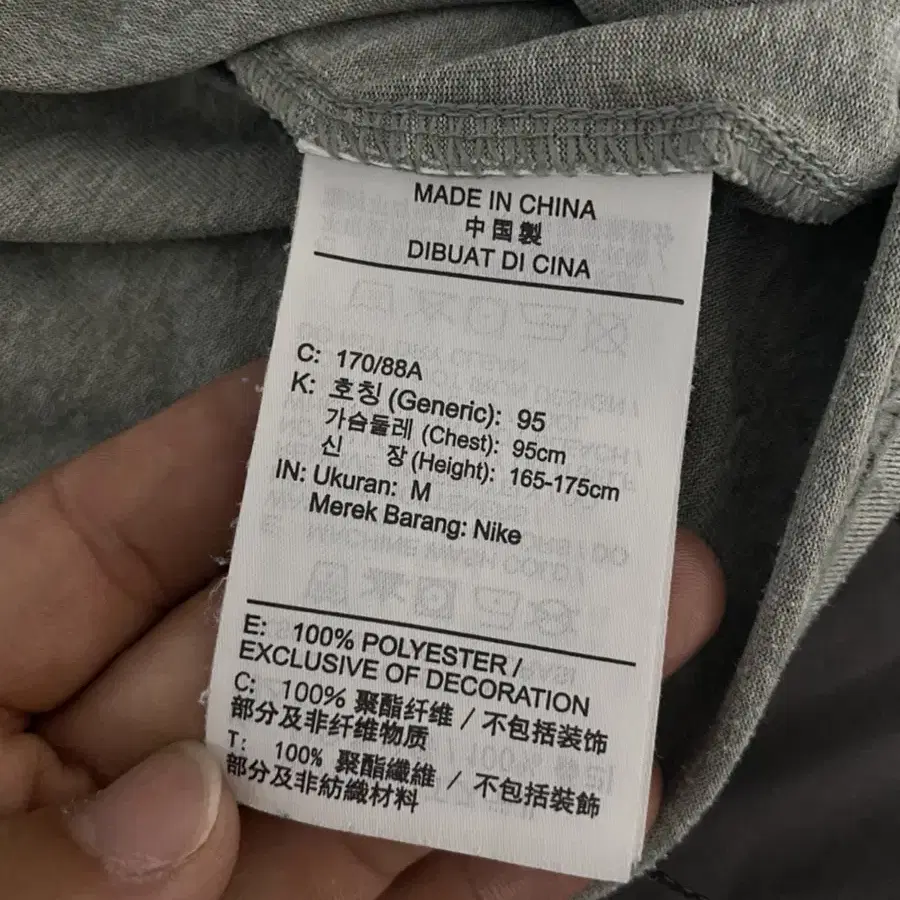 MADE IN CHINA
中国製
DIBUAT DI CINA
C: 170/88A
K: 호칭 (Generic): 95
가슴둘레 (Chest): 95cm
신 장 (Height): 165-175cm
IN: Ukuran: M
Merek Barang: Nike
E: 100% POLYESTER /
EXCLUSIVE OF DECORATION
C: 100% 聚酯纤维 / 不包括装饰
部分及非纤维物质
T: 100% 聚酯纖維 / 不包括裝飾
部分及非紡織材料